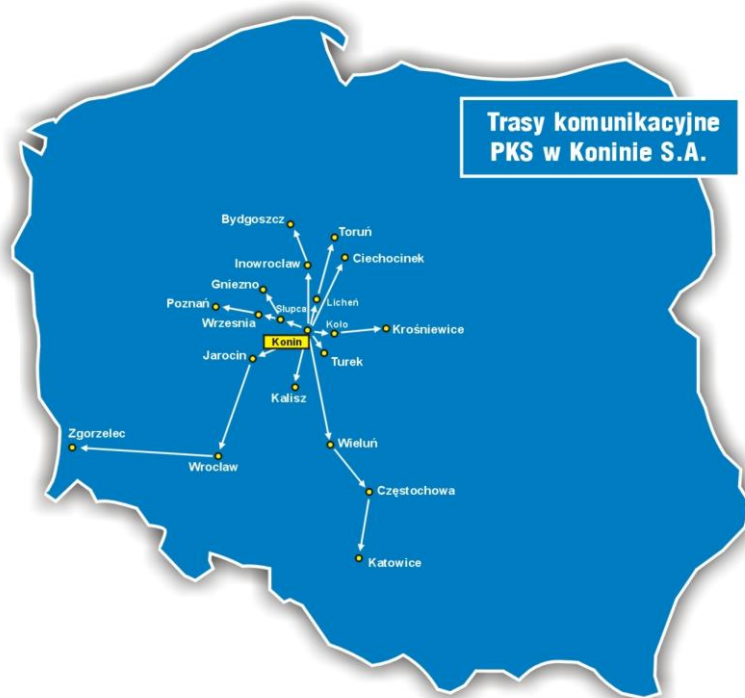 Trasy komunikacyjne
PKS w Koninie S.A.
Bydgoszcz
Toruń
Ciechocinek
Inowrocław
Gniezno
Licheń
Poznań
Słupca
Wrzesnia
Koło
Krośniewice
Konin
Jarocin
Turek
Kalisz
Zgorzelec
Wieluń
Wrocław
Częstochowa
Katowice